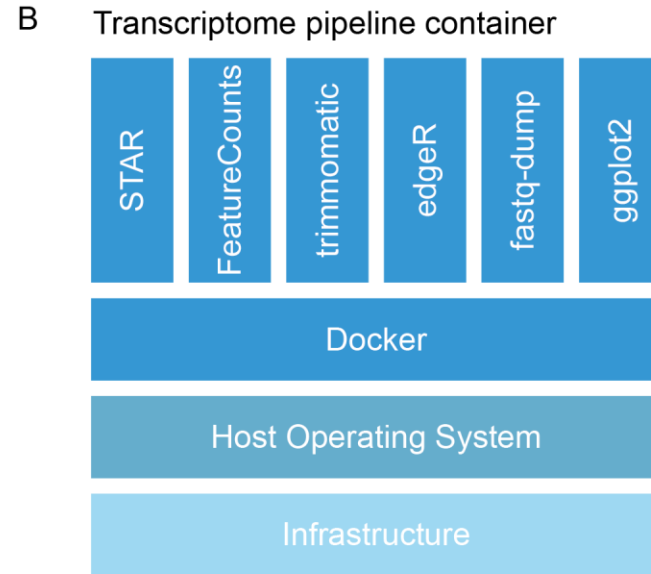 B Transcriptome pipeline container
STAR
FeatureCounts
trimmomatic
edgeR
fastq-dump
ggplot2
Docker
Host Operating System
Infrastructure